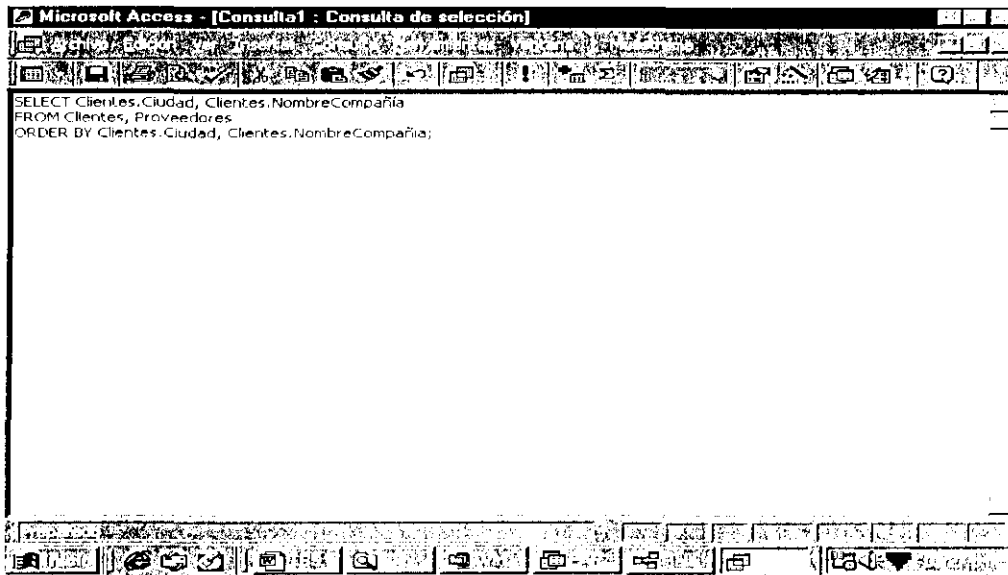 Microsoft Access - [Consulta1 : Consulta de selección]
SELECT Clientes.Ciudad, Clientes.NombreCompañía
FROM Clientes, Proveedores
ORDER BY Clientes.Ciudad, Clientes.NombreCompañia;